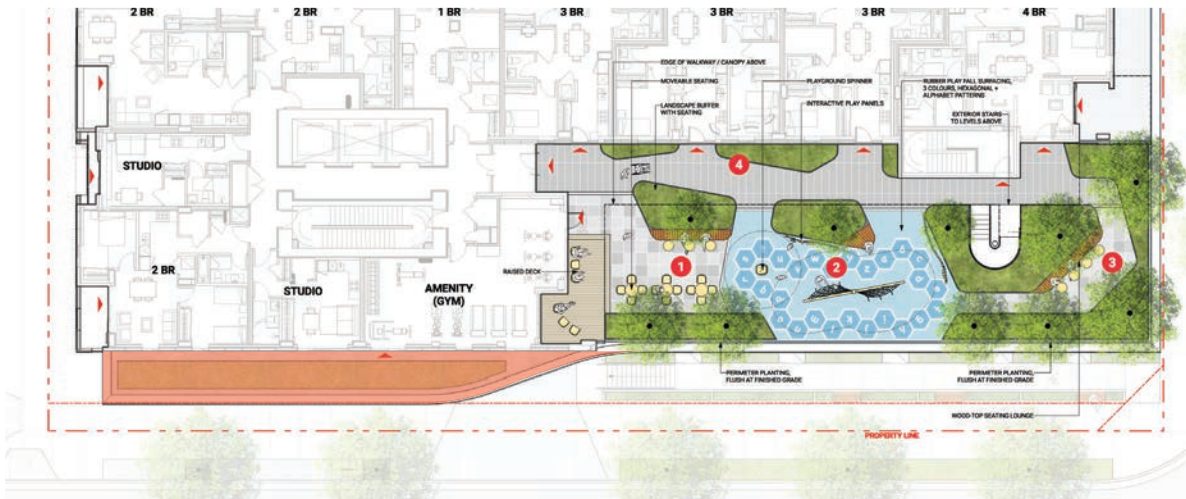 2 BR
2 BR
1 BR
3 BR
3 BR
3 BR
4 BR
EDGE OF WALKWAY / CANOPY ABOVE
MOVEABLE SEATING
LANDSCAPE BUFFER
WITH SEATING
PLAYGROUND SPINNER
INTERACTIVE PLAY PANELS
RUBBER PLAY FALL SURFACING,
3 COLOURS, HEXAGONAL +
ALPHABET PATTERNS
EXTERIOR STAIRS
TO LEVELS ABOVE
STUDIO
4
2 BR
STUDIO
AMENITY
(GYM)
RAISED DECK
1
2
3
PERIMETER PLANTING,
FLUSH AT FINISHED GRADE
PERIMETER PLANTING,
FLUSH AT FINISHED GRADE
WOOD-TOP SEATING LOUNGE
PROPERTY LINE